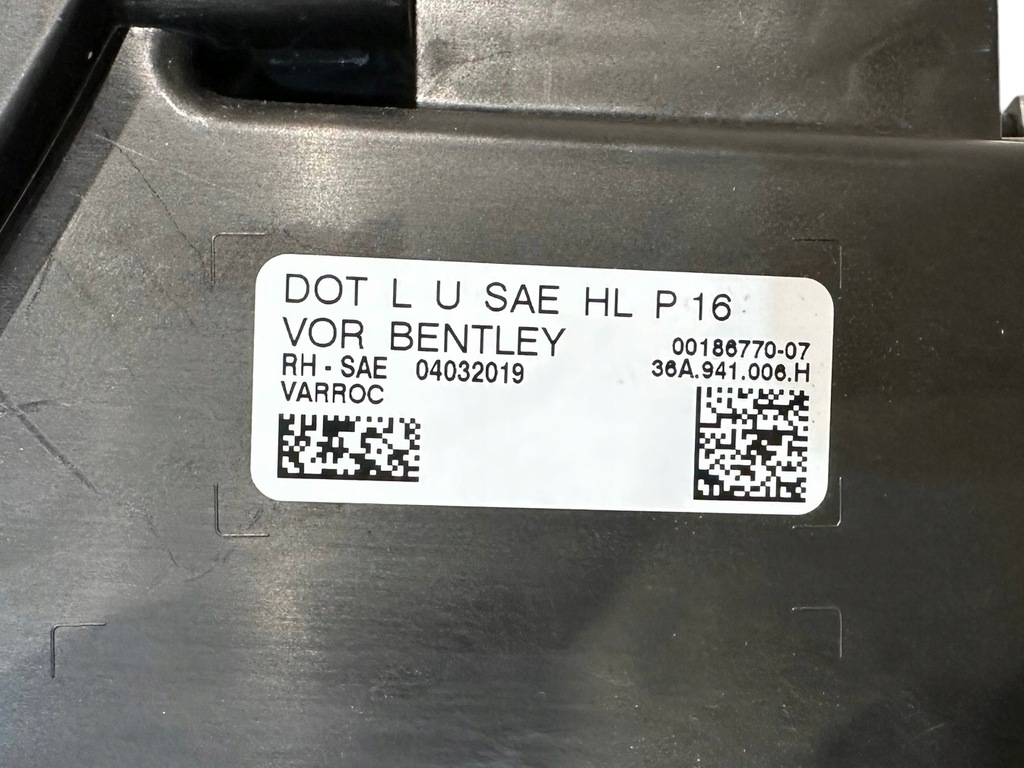 DOT L U SAE HL P 16
VOR BENTLEY
00186770-07
RH - SAE 04032019
36A.941.006.H
VARROC